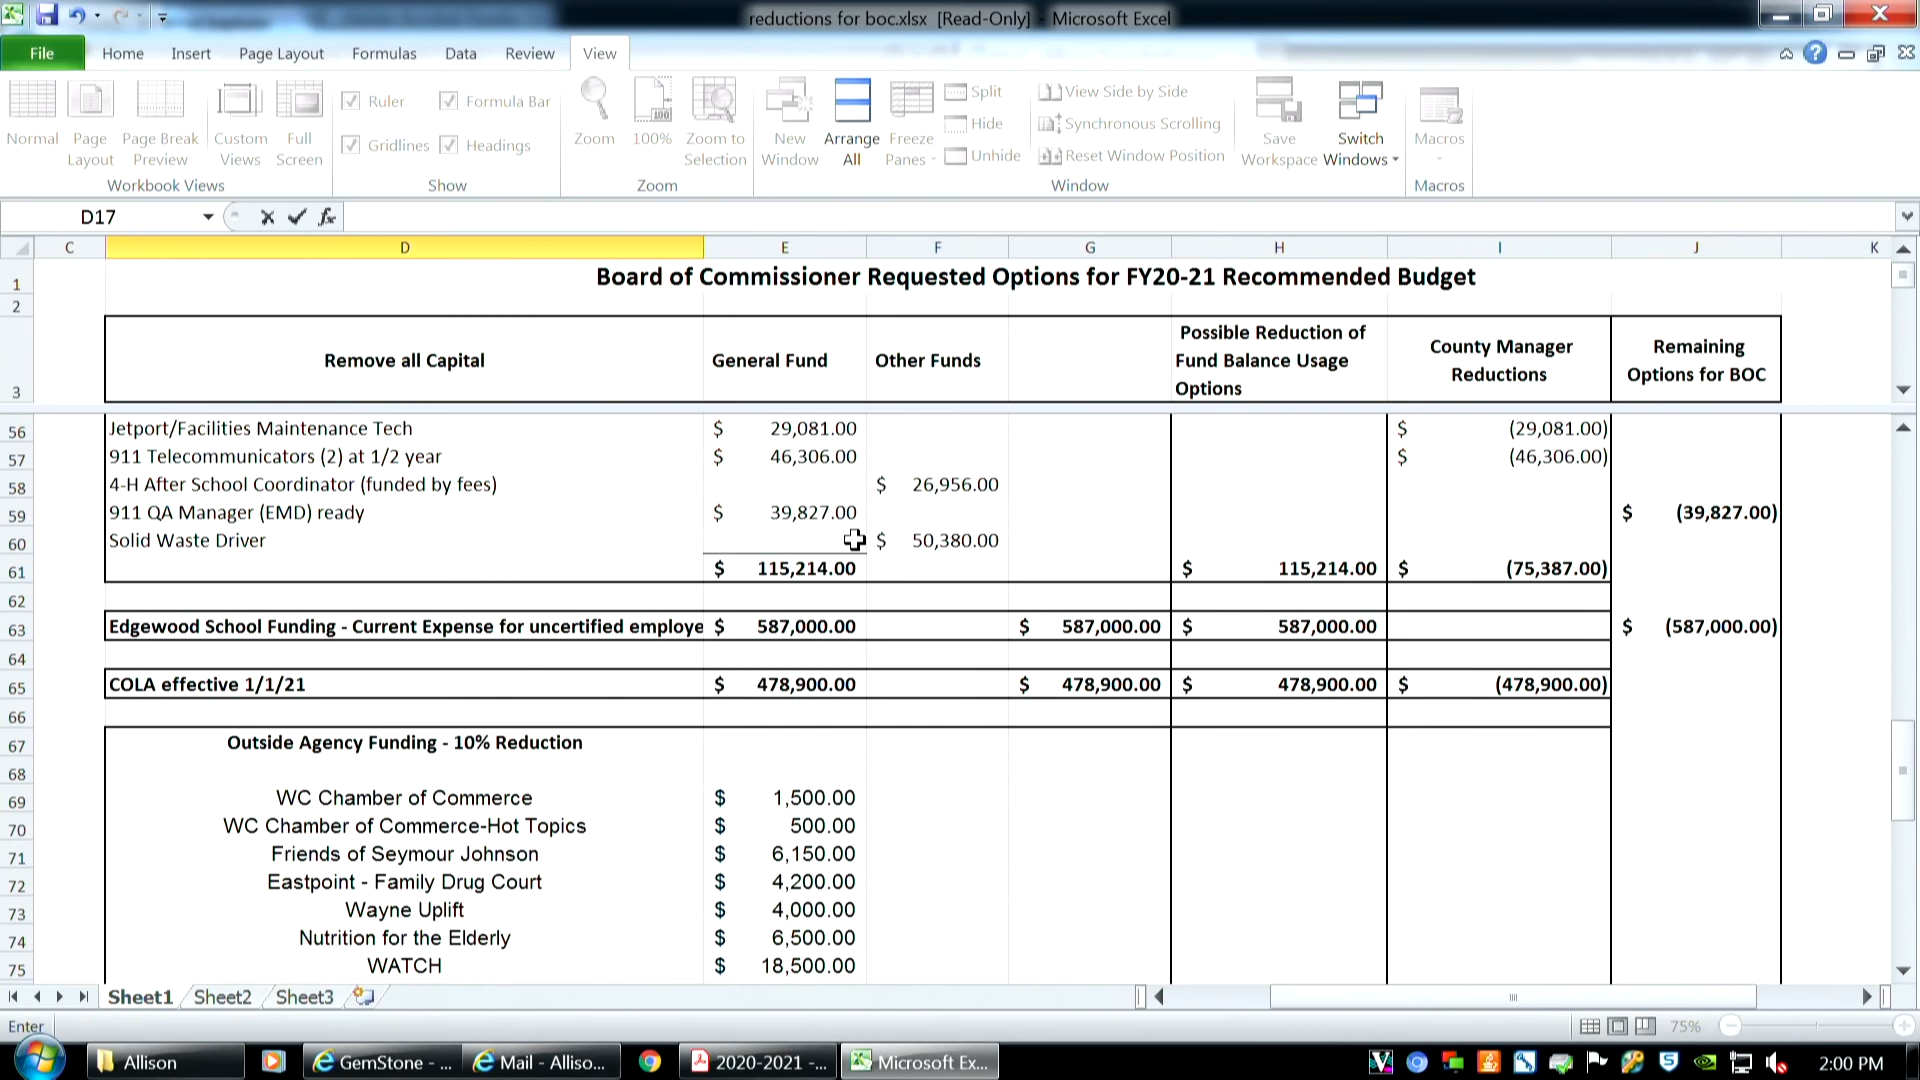 reductions for boc.xlsx [Read-Only] - Microsoft Excel
File Home Insert Page Layout Formulas Data Review View
Normal Page Layout Page Break Preview Custom Views Full Screen
Workbook Views
Ruler Formula Bar
Gridlines Headings
Show
Zoom 100% Zoom to Selection
Zoom
New Window Arrange All Freeze Panes
Split
Hide
Unhide
View Side by Side
Synchronous Scrolling
Reset Window Position
Save Workspace Switch Windows
Window
Macros
Macros
D17 fx
C D E F G H I J K
1 Board of Commissioner Requested Options for FY20-21 Recommended Budget
2
3 Remove all Capital General Fund Other Funds Possible Reduction of Fund Balance Usage Options County Manager Reductions Remaining Options for BOC
56 Jetport/Facilities Maintenance Tech $ 29,081.00 $ (29,081.00)
57 911 Telecommunicators (2) at 1/2 year $ 46,306.00 $ (46,306.00)
58 4-H After School Coordinator (funded by fees) $ 26,956.00
59 911 QA Manager (EMD) ready $ 39,827.00 $ (39,827.00)
60 Solid Waste Driver $ 50,380.00
61 $ 115,214.00 $ 115,214.00 $ (75,387.00)
62
63 Edgewood School Funding - Current Expense for uncertified employe $ 587,000.00 $ 587,000.00 $ 587,000.00 $ (587,000.00)
64
65 COLA effective 1/1/21 $ 478,900.00 $ 478,900.00 $ 478,900.00 $ (478,900.00)
66
67 Outside Agency Funding - 10% Reduction
68
69 WC Chamber of Commerce $ 1,500.00
70 WC Chamber of Commerce-Hot Topics $ 500.00
71 Friends of Seymour Johnson $ 6,150.00
72 Eastpoint - Family Drug Court $ 4,200.00
73 Wayne Uplift $ 4,000.00
74 Nutrition for the Elderly $ 6,500.00
75 WATCH $ 18,500.00
Sheet1 Sheet2 Sheet3
Enter 75%
Allison GemStone - ... Mail - Alliso... 2020-2021 -... Microsoft Ex... 2:00 PM